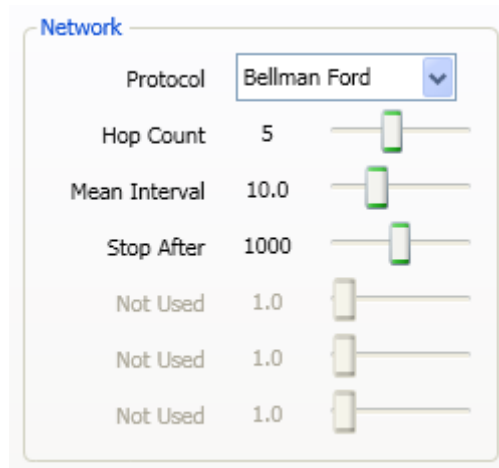 Network
Protocol Bellman Ford
Hop Count 5
Mean Interval 10.0
Stop After 1000
Not Used 1.0
Not Used 1.0
Not Used 1.0